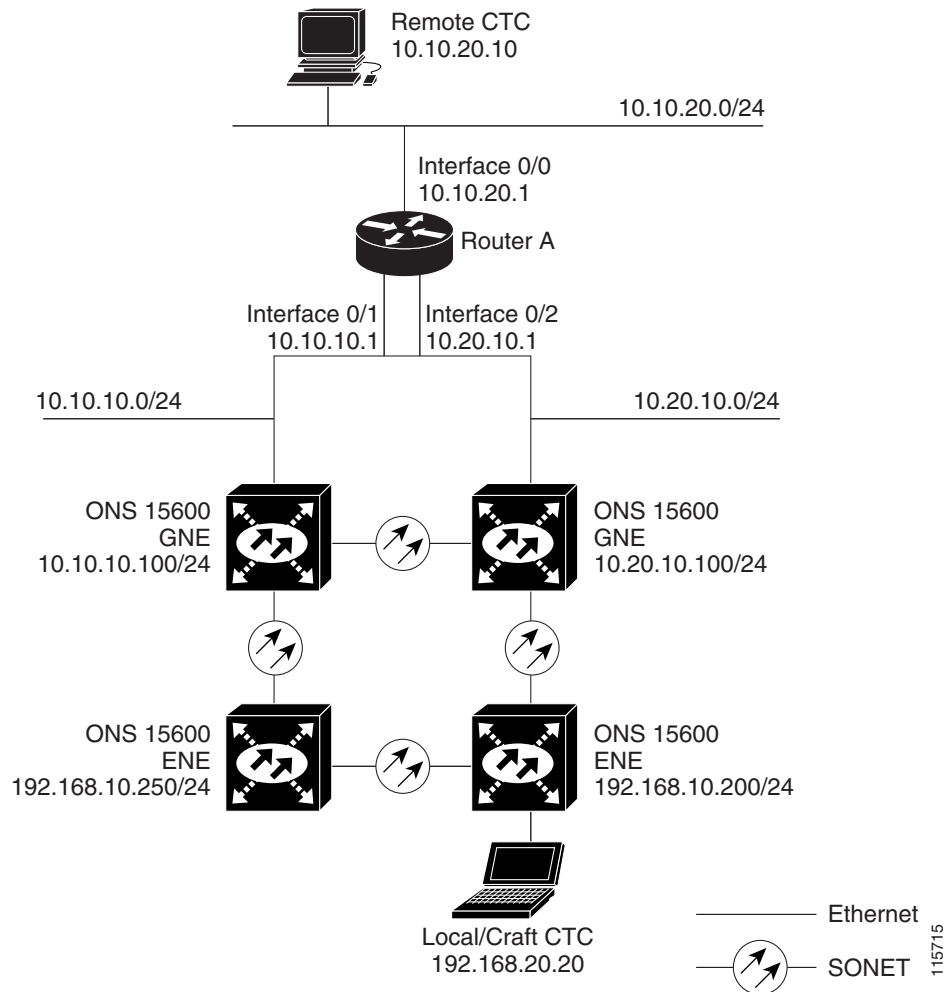 Remote CTC
10.10.20.10
10.10.20.0/24
Interface 0/0
10.10.20.1
Router A
Interface 0/1
10.10.10.1
Interface 0/2
10.20.10.1
10.10.10.0/24
10.20.10.0/24
ONS 15600
GNE
10.10.10.100/24
ONS 15600
GNE
10.20.10.100/24
ONS 15600
ENE
192.168.10.250/24
ONS 15600
ENE
192.168.10.200/24
Local/Craft CTC
192.168.20.20
Ethernet
SONET
115715